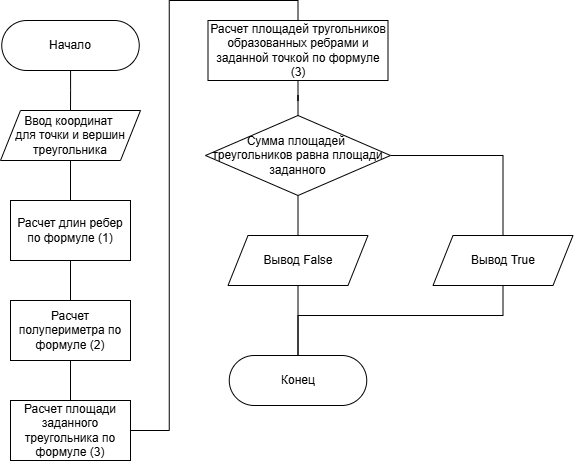 Начало
Ввод координат
для точки и вершин
треугольника
Расчет длин ребер
по формуле (1)
Расчет
полупериметра по
формуле (2)
Расчет площади
заданного
треугольника по
формуле (3)
Расчет площадей тругольников
образованных ребрами и
заданной точкой по формуле
(3)
Сумма площадей
треугольников равна площади
заданного
Вывод False
Вывод True
Конец